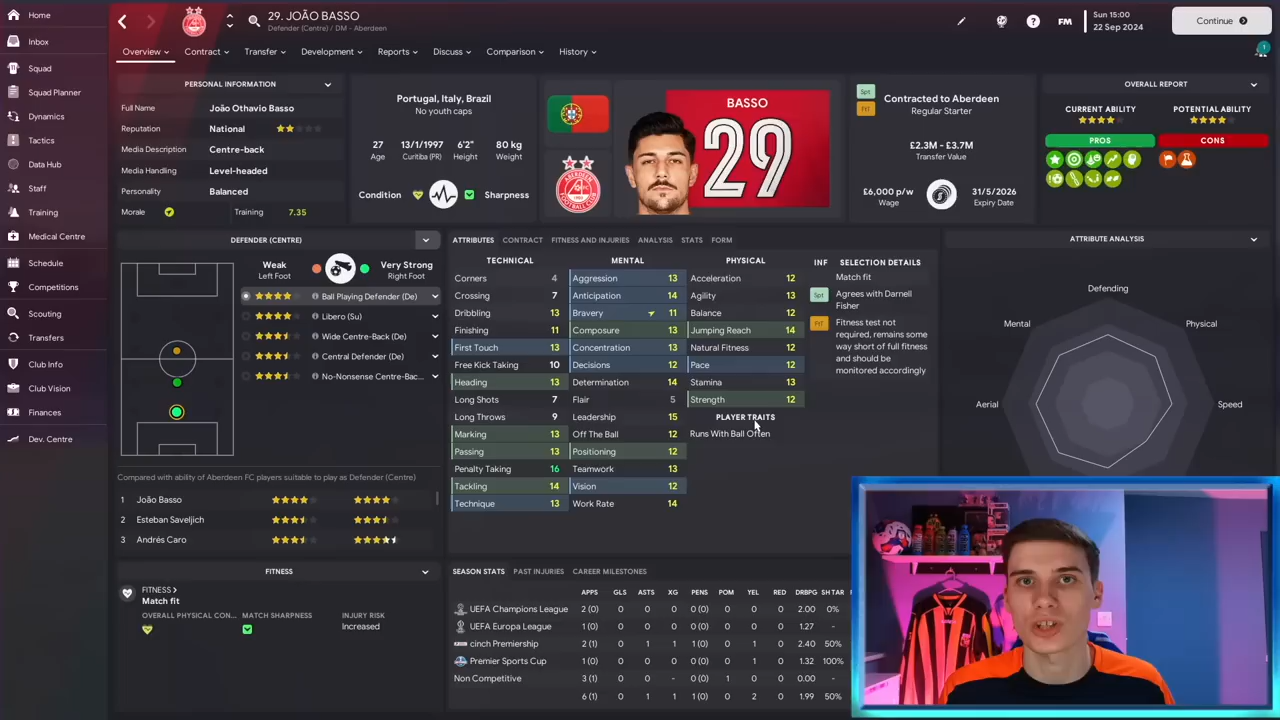 Home
Inbox
Squad
Squad Planner
Dynamics
Tactics
Data Hub
Staff
Training
Medical Centre
Schedule
Competitions
Scouting
Transfers
Club Info
Club Vision
Finances
Dev. Centre
29. JOÃO BASSO
Defender (Centre) / DM - Aberdeen
FM
Sun 15:00
22 Sep 2024
Continue
1
Overview
Contract
Transfer
Development
Reports
Discuss
Comparison
History
PERSONAL INFORMATION
Full Name João Othavio Basso
Reputation National
Media Description Centre-back
Media Handling Level-headed
Personality Balanced
Morale Training 7.35
Portugal, Italy, Brazil
No youth caps
27 13/1/1997 6'2" 80 kg
Age Curitiba (PR) Height Weight
Condition Sharpness
BASSO
29
Spt
FIT
Contracted to Aberdeen
Regular Starter
£2.3M - £3.7M
Transfer Value
£6,000 p/w 31/5/2026
Wage Expiry Date
OVERALL REPORT
CURRENT ABILITY POTENTIAL ABILITY
PROS CONS
DEFENDER (CENTRE)
Weak Very Strong
Left Foot Right Foot
Ball Playing Defender (De)
Libero (Su)
Wide Centre-Back (De)
Central Defender (De)
No-Nonsense Centre-Bac...
Compared with ability of Aberdeen FC players suitable to play as Defender (Centre)
1 João Basso
2 Esteban Saveljich
3 Andrés Caro
FITNESS
FITNESS >
Match fit
OVERALL PHYSICAL CON... MATCH SHARPNESS INJURY RISK
Increased
ATTRIBUTES CONTRACT FITNESS AND INJURIES ANALYSIS STATS FORM
TECHNICAL MENTAL PHYSICAL
Corners 4 Aggression 13 Acceleration 12
Crossing 7 Anticipation 14 Agility 13
Dribbling 13 Bravery 11 Balance 12
Finishing 11 Composure 13 Jumping Reach 14
First Touch 13 Concentration 13 Natural Fitness 12
Free Kick Taking 10 Decisions 12 Pace 12
Heading 13 Determination 14 Stamina 13
Long Shots 7 Flair 5 Strength 12
Long Throws 9 Leadership 15 PLAYER TRAITS
Marking 13 Off The Ball 12 Runs With Ball Often
Passing 13 Positioning 12
Penalty Taking 16 Teamwork 13
Tackling 14 Vision 12
Technique 13 Work Rate 14
INF SELECTION DETAILS
Match fit
Spt Agrees with Darnell
Fisher
FIT Fitness test not
required, remains some
way short of full fitness
and should be
monitored accordingly
ATTRIBUTE ANALYSIS
Defending
Mental Physical
Aerial Speed
SEASON STATS PAST INJURIES CAREER MILESTONES
APPS GLS ASTS XG PENS POM YEL RED DRBPG SH TAR
UEFA Champions League 2 (0) 0 0 0 0 (0) 0 0 0 2.00 0%
UEFA Europa League 1 (0) 0 0 0 0 (0) 0 0 0 1.27 -
cinch Premiership 2 (1) 0 1 1 1 (0) 0 1 0 2.40 50%
Premier Sports Cup 1 (0) 0 0 0 0 (0) 0 1 0 1.32 100%
Non Competitive 3 (1) 0 0 - 0 (0) 1 0 0 0.00 -
6 (1) 0 1 1 1 (0) 0 2 0 1.99 50%